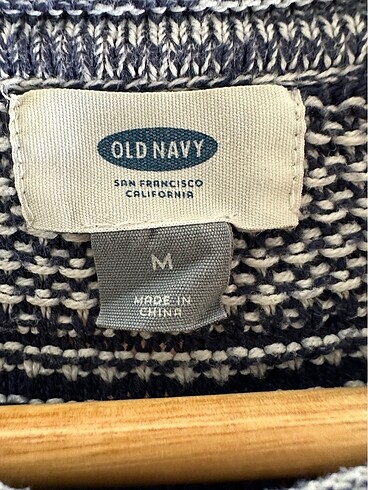 OLD NAVY
SAN FRANCISCO
CALIFORNIA
M
MADE IN
CHINA